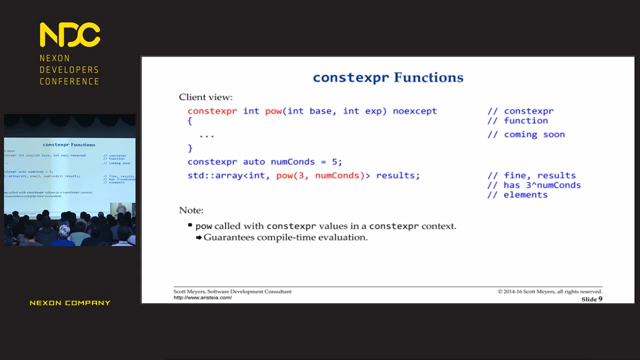 NDC
NEXON
DEVELOPERS
CONFERENCE
constexpr Functions
Client view:
constexpr int pow(int base, int exp) noexcept // constexpr
{ // function
... // coming soon
}
constexpr auto numConds = 5;
std::array<int, pow(3, numConds)> results; // fine, results
// has 3^numConds
// elements
Note:
▪ pow called with constexpr values in a constexpr context.
➔ Guarantees compile-time evaluation.
Scott Meyers, Software Development Consultant © 2014-16 Scott Meyers, all rights reserved.
http://www.aristeia.com/ Slide 9
constexpr Functions
NEXON COMPANY